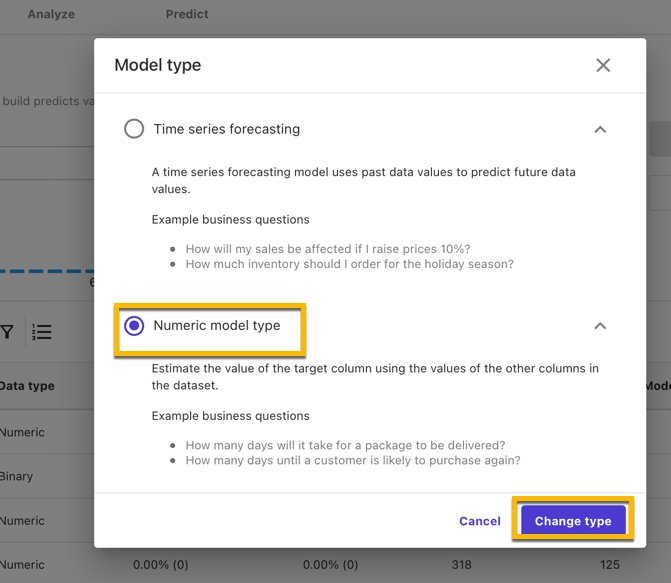 Analyze Predict
Model type
build predicts va
Time series forecasting
A time series forecasting model uses past data values to predict future data
values.
Example business questions
How will my sales be affected if I raise prices 10%?
How much inventory should I order for the holiday season?
6
Numeric model type
Estimate the value of the target column using the values of the other columns in
the dataset.
Data type Mode
Example business questions
Numeric
How many days will it take for a package to be delivered?
How many days until a customer is likely to purchase again?
Binary
Numeric
Cancel Change type
Numeric 0.00% (0) 0.00% (0) 318 125